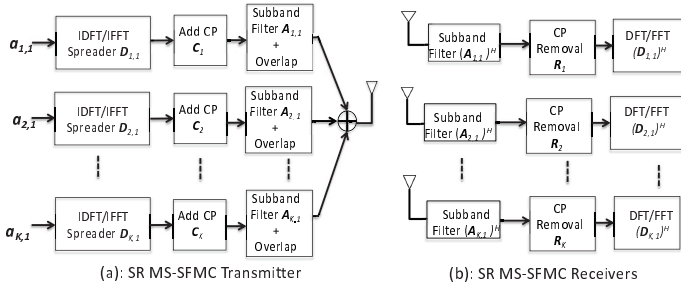 a1,1
IDFT/IFFT
Spreader D1,1
Add CP
C1
Subband
Filter A1,1
+
Overlap
a2,1
IDFT/IFFT
Spreader D2,1
Add CP
C2
Subband
Filter A2,1
+
Overlap
aK,1
IDFT/IFFT
Spreader DK,1
Add CP
CK
Subband
Filter AK,1
+
Overlap
(a): SR MS-SFMC Transmitter
Subband
Filter (A1,1)H
CP
Removal
R1
DFT/FFT
(D1,1)H
Subband
Filter (A2,1)H
CP
Removal
R2
DFT/FFT
(D2,1)H
Subband
Filter (AK,1)H
CP
Removal
RK
DFT/FFT
(DK,1)H
(b): SR MS-SFMC Receivers